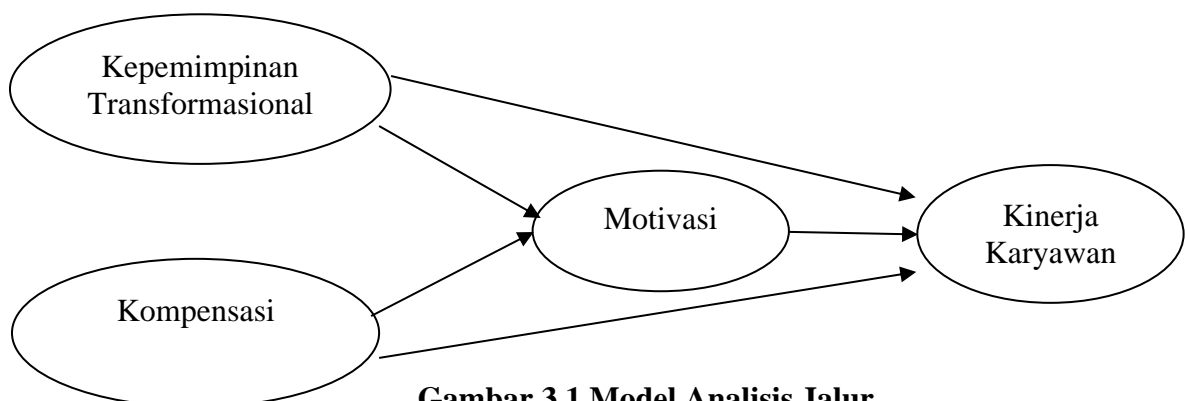 Kepemimpinan
Transformasional
Motivasi
Kinerja
Karyawan
Kompensasi
Gambar 3.1 Model Analisis Jalur